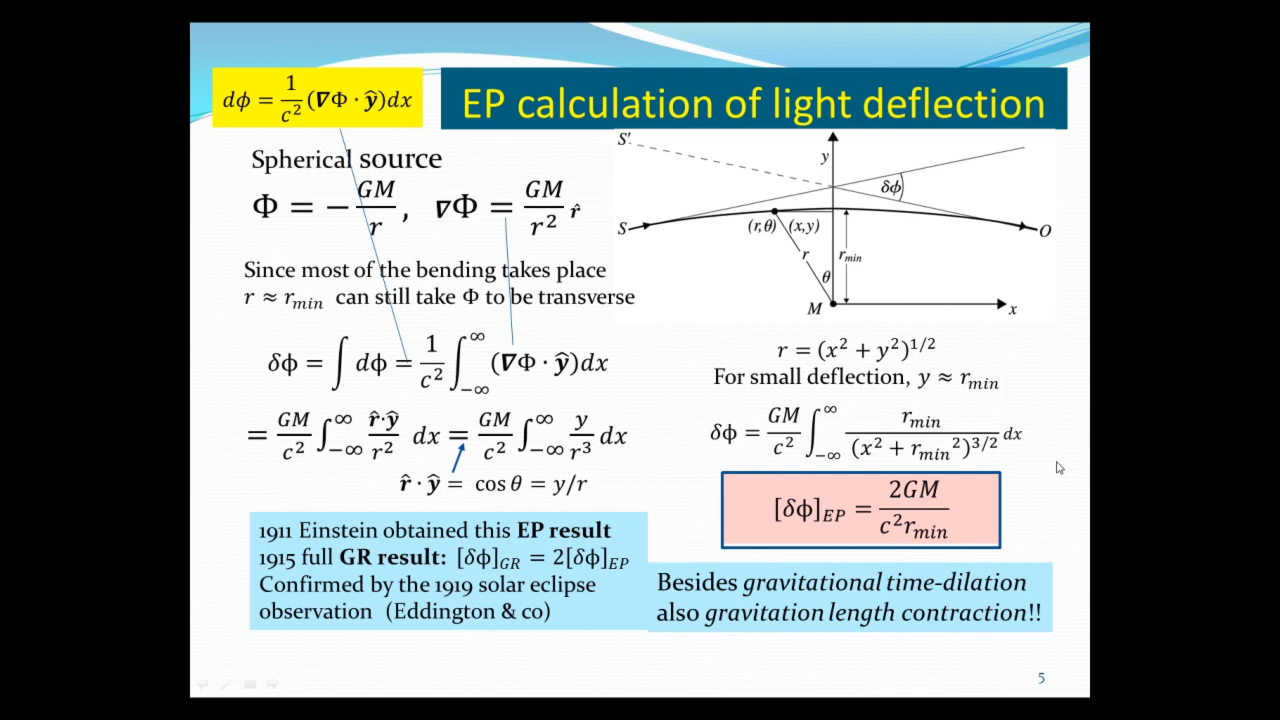 dϕ = 1/c² (∇Φ · ŷ)dx
EP calculation of light deflection
Spherical source
Φ = − GM/r, ∇Φ = GM/r² r̂
Since most of the bending takes place
r ≈ r_min can still take Φ to be transverse
δϕ = ∫ dϕ = 1/c² ∫_{−∞}^{∞} (∇Φ · ŷ)dx
= GM/c² ∫_{−∞}^{∞} r̂·ŷ/r² dx = GM/c² ∫_{−∞}^{∞} y/r³ dx
r̂ · ŷ = cos θ = y/r
1911 Einstein obtained this EP result
1915 full GR result: [δϕ]_GR = 2[δϕ]_EP
Confirmed by the 1919 solar eclipse
observation (Eddington & co)
S′
y
δϕ
S
(r,θ)
(x,y)
O
r
r_min
θ
M
x
r = (x² + y²)^{1/2}
For small deflection, y ≈ r_min
δϕ = GM/c² ∫_{−∞}^{∞} r_min/(x² + r_min²)^{3/2} dx
[δϕ]_EP = 2GM/c²r_min
Besides gravitational time-dilation
also gravitation length contraction!!
5